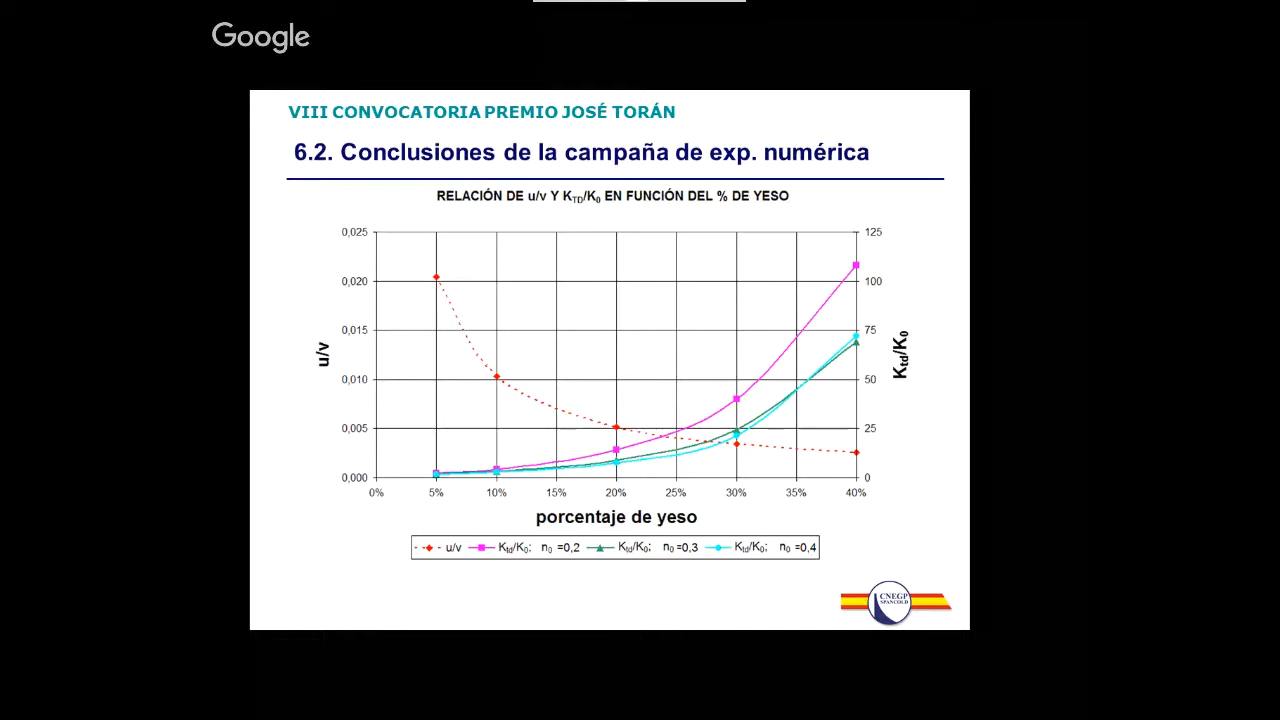 Google
VIII CONVOCATORIA PREMIO JOSÉ TORÁN
6.2. Conclusiones de la campaña de exp. numérica
RELACIÓN DE u/v Y KTD/K0 EN FUNCIÓN DEL % DE YESO
0,025
0,020
0,015
0,010
0,005
0,000
u/v
125
100
75
50
25
0
Ktd/K0
0% 5% 10% 15% 20% 25% 30% 35% 40%
porcentaje de yeso
u/v Ktd/K0; n0 =0,2 Ktd/K0; n0 =0,3 Ktd/K0; n0 =0,4
CNEGP
SPANCOLD